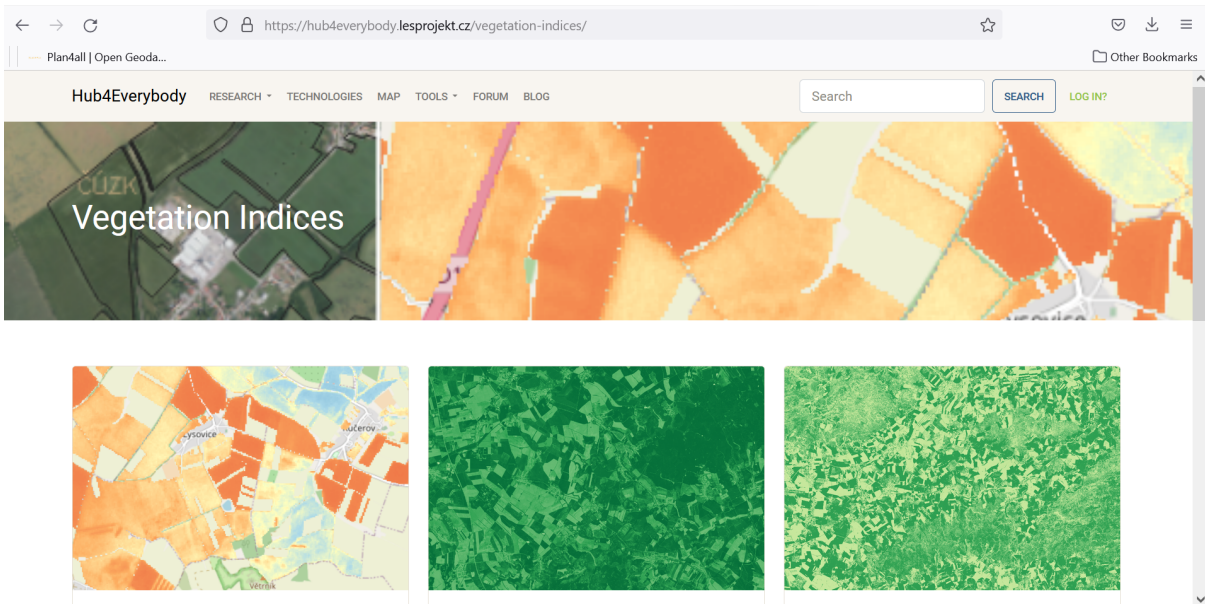 https://hub4everybody.lesprojekt.cz/vegetation-indices/
Plan4all | Open Geoda...
Other Bookmarks
Hub4Everybody RESEARCH TECHNOLOGIES MAP TOOLS FORUM BLOG Search SEARCH LOG IN?
ČÚZK
Vegetation Indices
Lysovice
Kučerov
Větrník